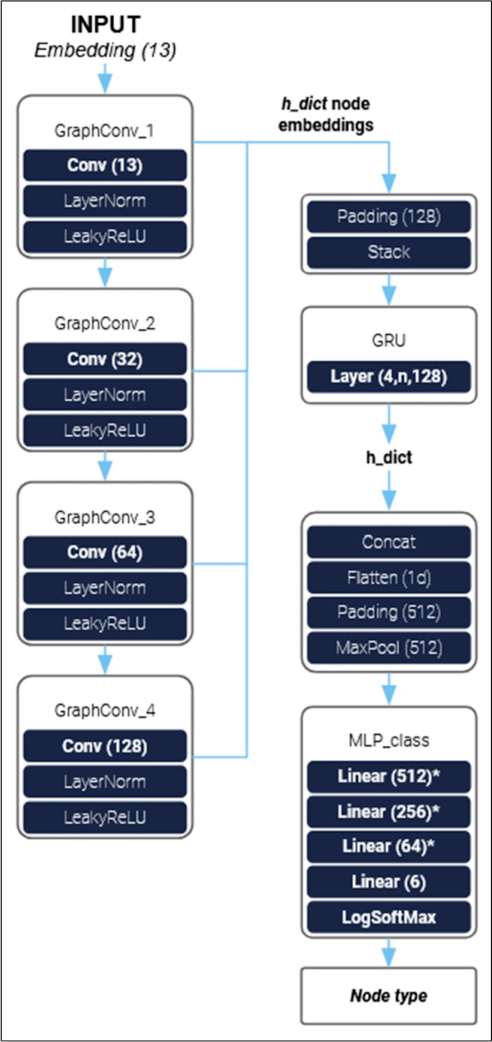 INPUT
Embedding (13)
GraphConv_1
Conv (13)
LayerNorm
LeakyReLU
GraphConv_2
Conv (32)
LayerNorm
LeakyReLU
GraphConv_3
Conv (64)
LayerNorm
LeakyReLU
GraphConv_4
Conv (128)
LayerNorm
LeakyReLU
h_dict node
embeddings
Padding (128)
Stack
GRU
Layer (4,n,128)
h_dict
Concat
Flatten (1d)
Padding (512)
MaxPool (512)
MLP_class
Linear (512)*
Linear (256)*
Linear (64)*
Linear (6)
LogSoftMax
Node type